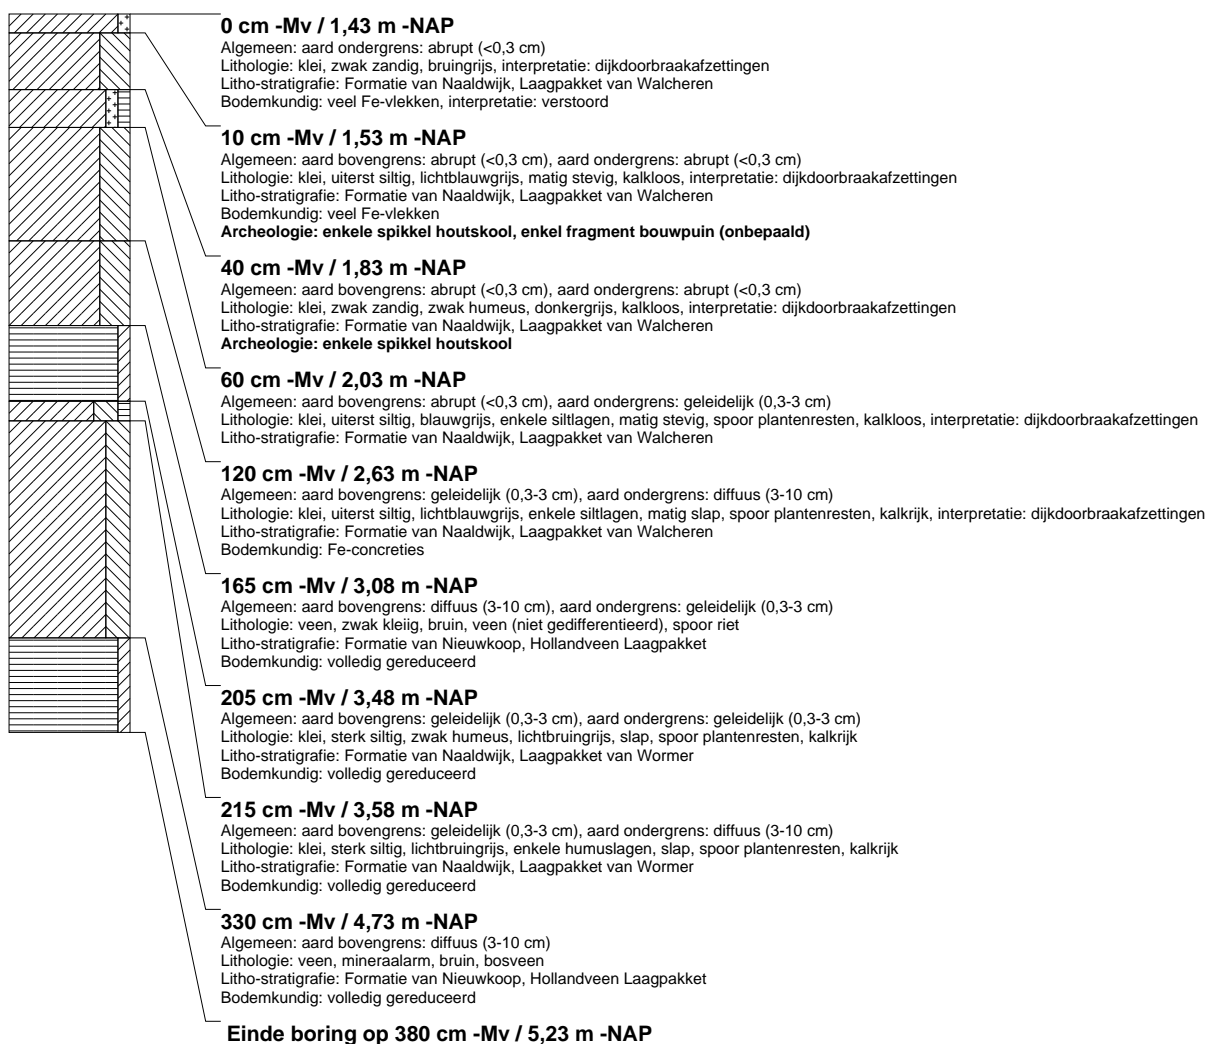 0 cm -Mv / 1,43 m -NAP
Algemeen: aard ondergrens: abrupt (<0,3 cm)
Lithologie: klei, zwak zandig, bruingrijs, interpretatie: dijkdoorbraakafzettingen
Litho-stratigrafie: Formatie van Naaldwijk, Laagpakket van Walcheren
Bodemkundig: veel Fe-vlekken, interpretatie: verstoord
10 cm -Mv / 1,53 m -NAP
Algemeen: aard bovengrens: abrupt (<0,3 cm), aard ondergrens: abrupt (<0,3 cm)
Lithologie: klei, uiterst siltig, lichtblauwgrijs, matig stevig, kalkloos, interpretatie: dijkdoorbraakafzettingen
Litho-stratigrafie: Formatie van Naaldwijk, Laagpakket van Walcheren
Bodemkundig: veel Fe-vlekken
Archeologie: enkele spikkel houtskool, enkel fragment bouwpuin (onbepaald)
40 cm -Mv / 1,83 m -NAP
Algemeen: aard bovengrens: abrupt (<0,3 cm), aard ondergrens: abrupt (<0,3 cm)
Lithologie: klei, zwak zandig, zwak humeus, donkergrijs, kalkloos, interpretatie: dijkdoorbraakafzettingen
Litho-stratigrafie: Formatie van Naaldwijk, Laagpakket van Walcheren
Archeologie: enkele spikkel houtskool
60 cm -Mv / 2,03 m -NAP
Algemeen: aard bovengrens: abrupt (<0,3 cm), aard ondergrens: geleidelijk (0,3-3 cm)
Lithologie: klei, uiterst siltig, blauwgrijs, enkele siltlagen, matig stevig, spoor plantenresten, kalkloos, interpretatie: dijkdoorbraakafzettingen
Litho-stratigrafie: Formatie van Naaldwijk, Laagpakket van Walcheren
120 cm -Mv / 2,63 m -NAP
Algemeen: aard bovengrens: geleidelijk (0,3-3 cm), aard ondergrens: diffuus (3-10 cm)
Lithologie: klei, uiterst siltig, lichtblauwgrijs, enkele siltlagen, matig slap, spoor plantenresten, kalkrijk, interpretatie: dijkdoorbraakafzettingen
Litho-stratigrafie: Formatie van Naaldwijk, Laagpakket van Walcheren
Bodemkundig: Fe-concreties
165 cm -Mv / 3,08 m -NAP
Algemeen: aard bovengrens: diffuus (3-10 cm), aard ondergrens: geleidelijk (0,3-3 cm)
Lithologie: veen, zwak kleiig, bruin, veen (niet gedifferentieerd), spoor riet
Litho-stratigrafie: Formatie van Nieuwkoop, Hollandveen Laagpakket
Bodemkundig: volledig gereduceerd
205 cm -Mv / 3,48 m -NAP
Algemeen: aard bovengrens: geleidelijk (0,3-3 cm), aard ondergrens: geleidelijk (0,3-3 cm)
Lithologie: klei, sterk siltig, zwak humeus, lichtbruingrijs, slap, spoor plantenresten, kalkrijk
Litho-stratigrafie: Formatie van Naaldwijk, Laagpakket van Wormer
Bodemkundig: volledig gereduceerd
215 cm -Mv / 3,58 m -NAP
Algemeen: aard bovengrens: geleidelijk (0,3-3 cm), aard ondergrens: diffuus (3-10 cm)
Lithologie: klei, sterk siltig, lichtbruingrijs, enkele humuslagen, slap, spoor plantenresten, kalkrijk
Litho-stratigrafie: Formatie van Naaldwijk, Laagpakket van Wormer
Bodemkundig: volledig gereduceerd
330 cm -Mv / 4,73 m -NAP
Algemeen: aard bovengrens: diffuus (3-10 cm)
Lithologie: veen, mineraalarm, bruin, bosveen
Litho-stratigrafie: Formatie van Nieuwkoop, Hollandveen Laagpakket
Bodemkundig: volledig gereduceerd
Einde boring op 380 cm -Mv / 5,23 m -NAP